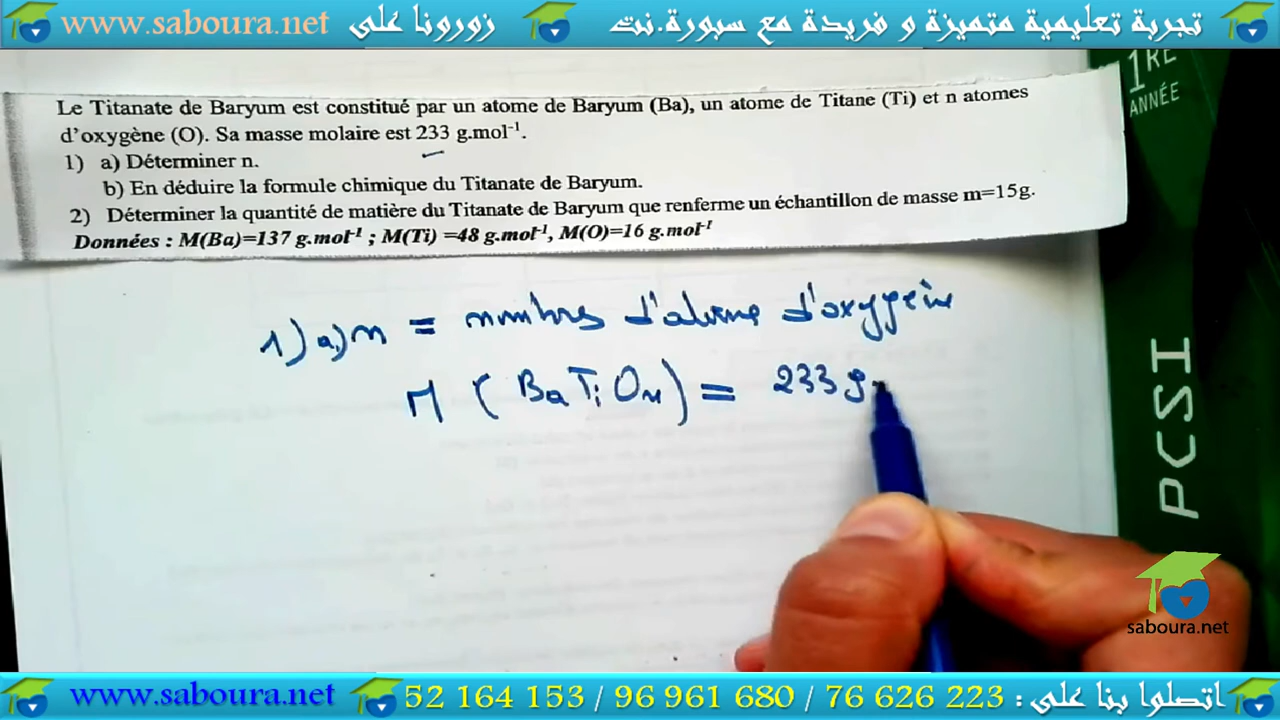 www.saboura.net زورونا على تجربة تعليمية متميزة و فريدة مع سبورة.نت
1RE
ANNÉE
Le Titanate de Baryum est constitué par un atome de Baryum (Ba), un atome de Titane (Ti) et n atomes
d'oxygène (O). Sa masse molaire est 233 g.mol⁻¹.
1) a) Déterminer n.
b) En déduire la formule chimique du Titanate de Baryum.
2) Déterminer la quantité de matière du Titanate de Baryum que renferme un échantillon de masse m=15g.
Données : M(Ba)=137 g.mol⁻¹ ; M(Ti) =48 g.mol⁻¹, M(O)=16 g.mol⁻¹
1) a) n = nombres d'atome d'oxygène
M (BaTiOn) = 233 g
PCSI
saboura.net
www.saboura.net 52 164 153 / 96 961 680 / 76 626 223 : اتصلوا بنا على